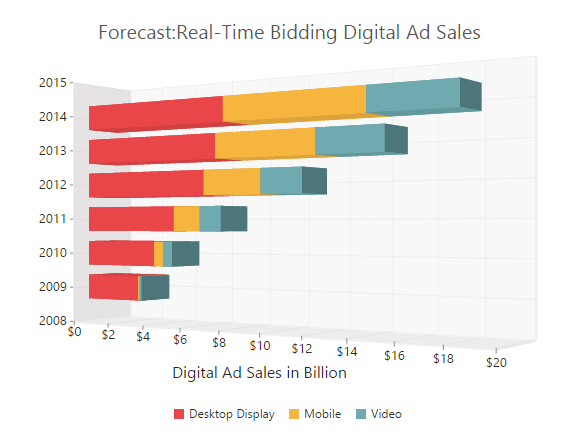 Forecast:Real-Time Bidding Digital Ad Sales
2015
2014
2013
2012
2011
2010
2009
2008
$0 $2 $4 $6 $8 $10 $12 $14 $16 $18 $20
Digital Ad Sales in Billion
Desktop Display Mobile Video